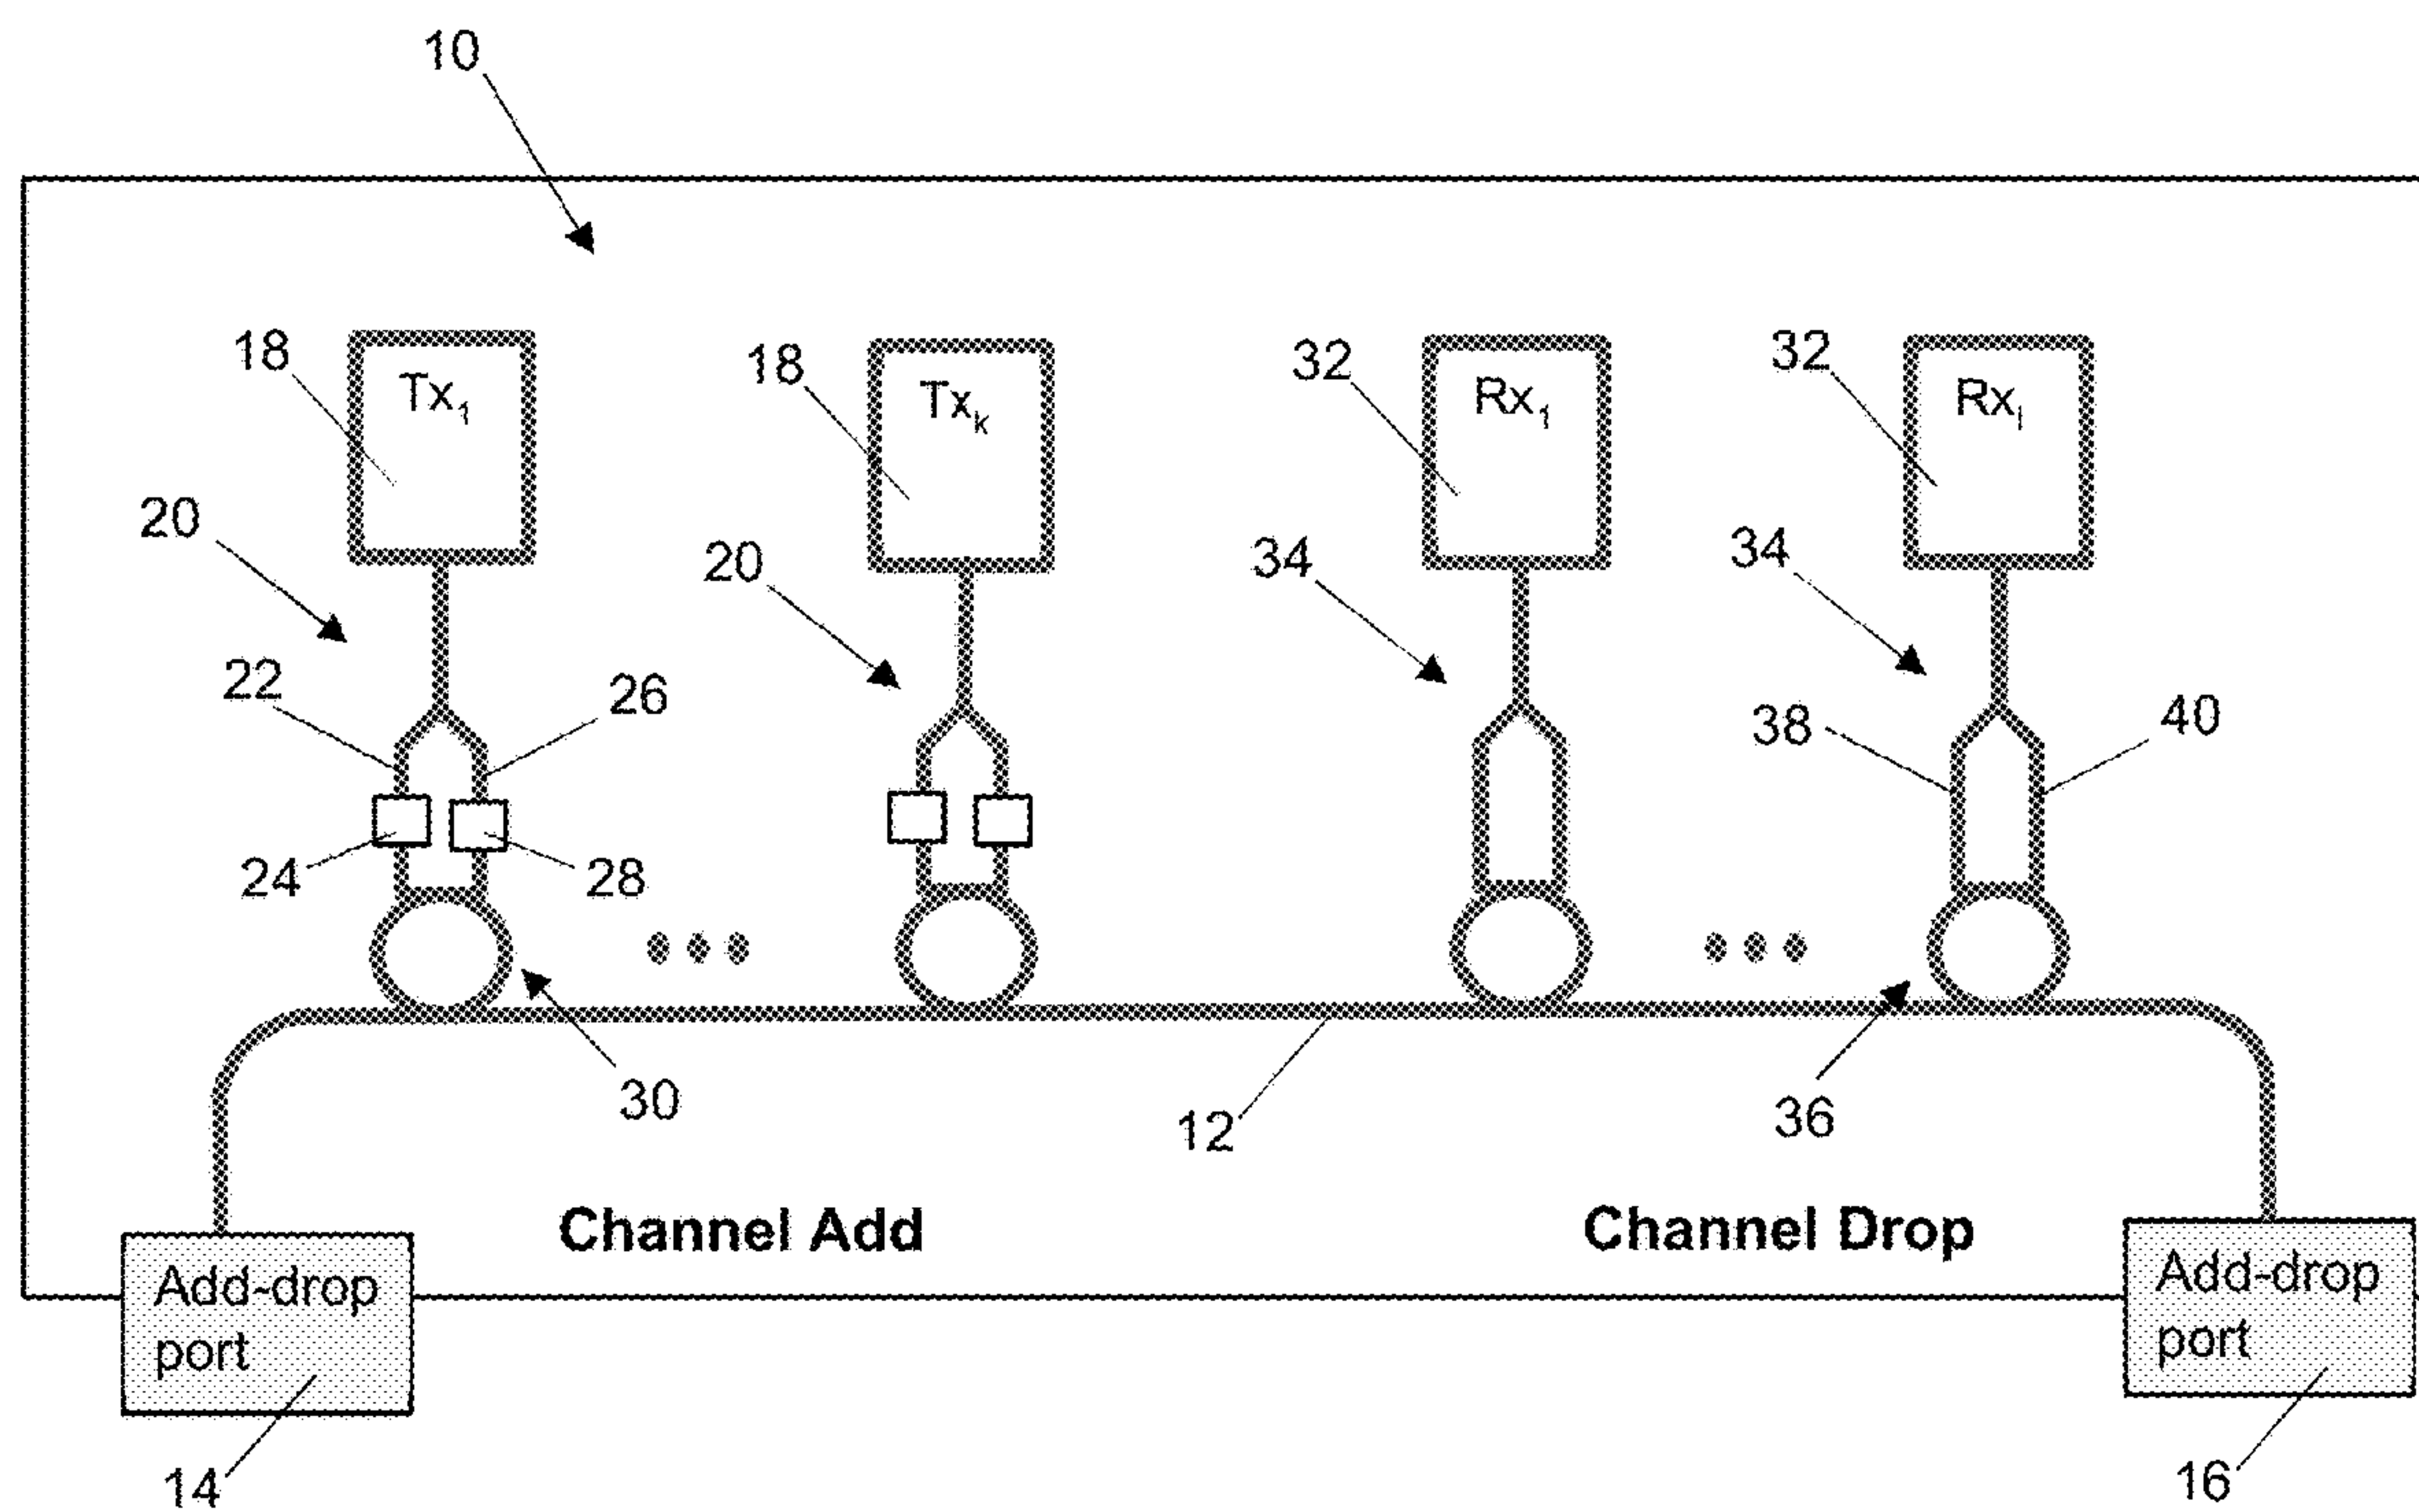 10
18
Tx1
18
Txk
32
Rx1
32
Rxl
20
20
34
34
22
26
38
40
24
28
30
12
36
Channel Add
Channel Drop
Add-drop
port
Add-drop
port
14
16